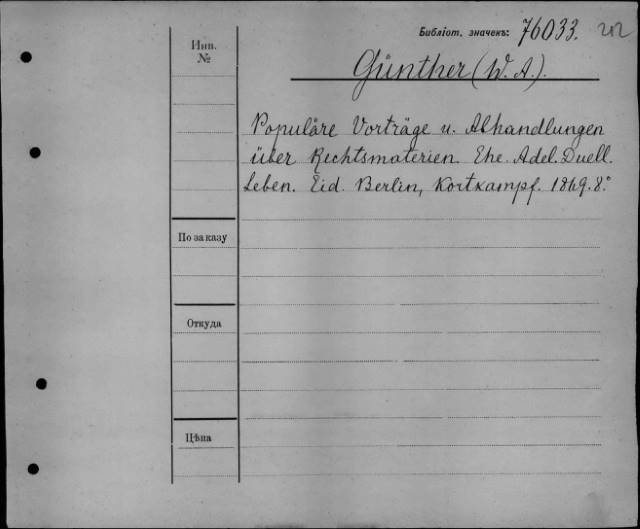 Библіот. значекъ: 76033. 202
Инв. №
Günther (W. A.).
Populäre Vorträge u. Abhandlungen
über Rechtsmaterien. Ehe. Adel. Duell.
Leben. Eid. Berlin, Kortkampf. 1869. 8.º
По заказу
Откуда
Цѣна